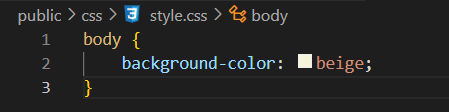 public > css > style.css > body
1 body {
2 background-color: beige;
3 }